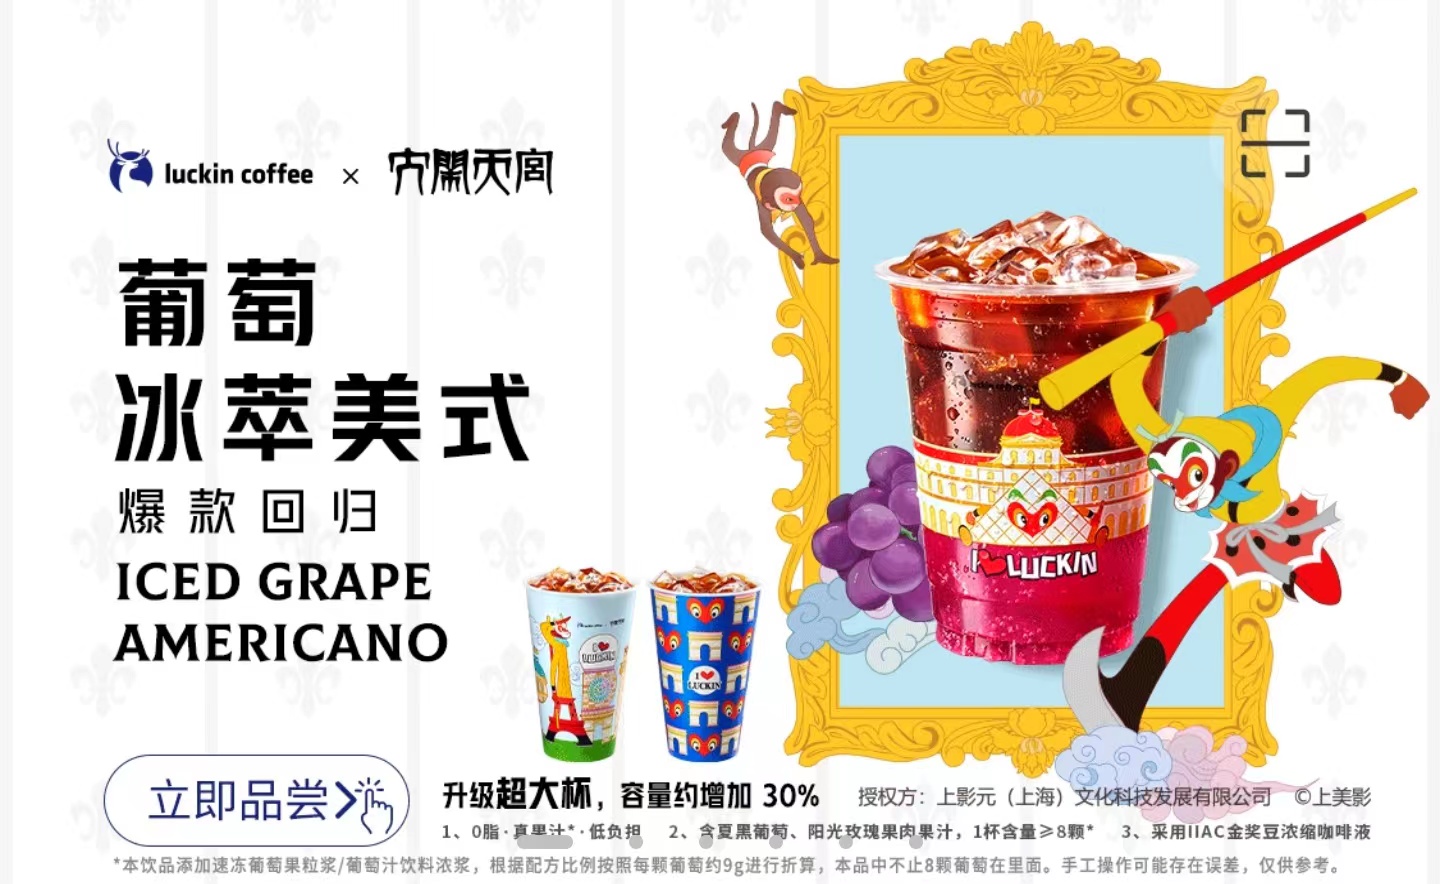 luckin coffee × 大闹天宫
葡萄
冰萃美式
爆款回归
ICED GRAPE
AMERICANO
I LUCKIN
I LUCKIN
I LUCKIN
立即品尝
升级超大杯，容量约增加 30%
授权方：上影元（上海）文化科技发展有限公司 ©上美影
1、0脂·真果汁*·低负担 2、含夏黑葡萄、阳光玫瑰果肉果汁，1杯含量≥8颗* 3、采用IIAC金奖豆浓缩咖啡液
*本饮品添加速冻葡萄果粒浆/葡萄汁饮料浓浆，根据配方比例按照每颗葡萄约9g进行折算，本品中不止8颗葡萄在里面。手工操作可能存在误差，仅供参考。